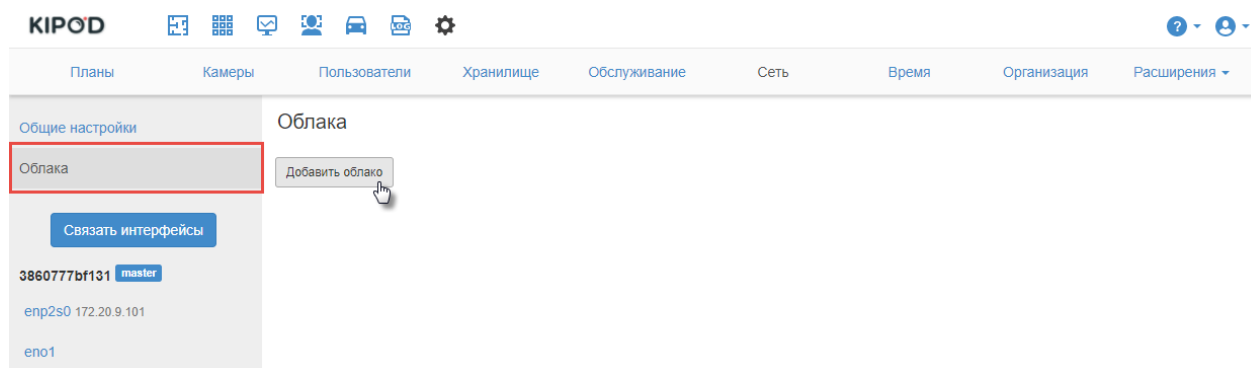 KIPOD LOG ?
Планы Камеры Пользователи Хранилище Обслуживание Сеть Время Организация Расширения
Общие настройки
Облака
Связать интерфейсы
3860777bf131 master
enp2s0 172.20.9.101
eno1
Облака
Добавить облако